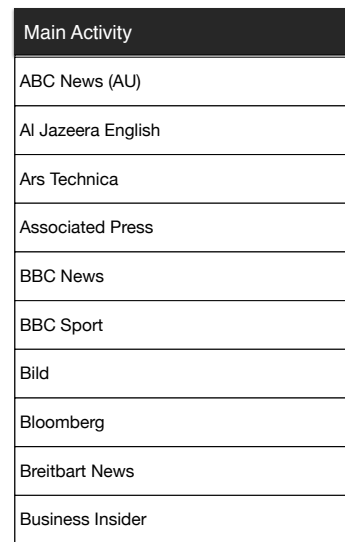 Main Activity
ABC News (AU)
Al Jazeera English
Ars Technica
Associated Press
BBC News
BBC Sport
Bild
Bloomberg
Breitbart News
Business Insider